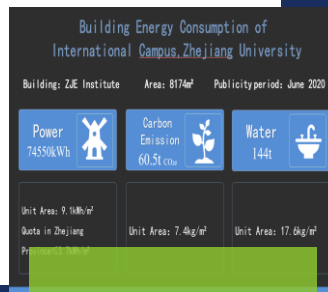 Building Energy Consumption of
International Campus,Zhejiang University
Building: ZJE Institute Area: 8174m² Publicity period: June 2020
Power
74550kWh
Carbon
Emission
60.5t CO₂e
Water
144t
Unit Area: 9.1kWh/m²
Quota in Zhejiang
Unit Area: 7.4kg/m²
Unit Area: 17.6kg/m²